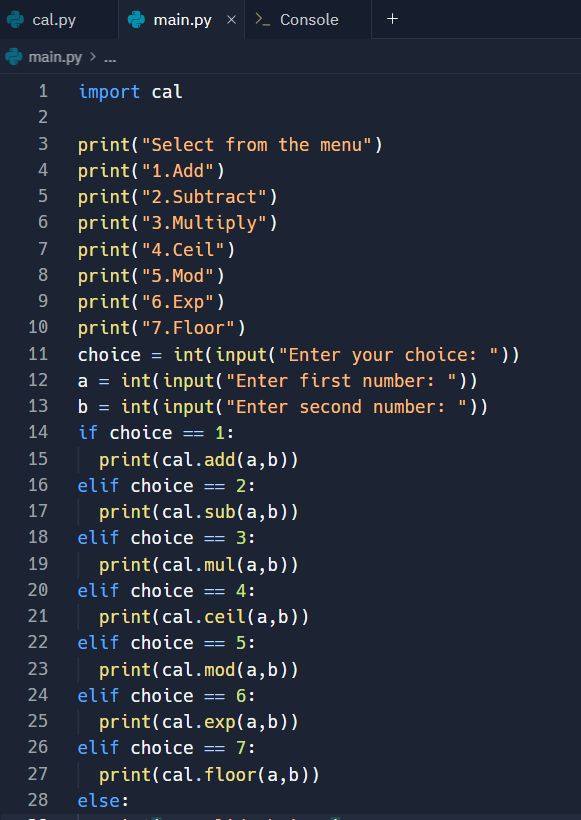 cal.py main.py × >_ Console +
main.py > ...
1 import cal
2
3 print("Select from the menu")
4 print("1.Add")
5 print("2.Subtract")
6 print("3.Multiply")
7 print("4.Ceil")
8 print("5.Mod")
9 print("6.Exp")
10 print("7.Floor")
11 choice = int(input("Enter your choice: "))
12 a = int(input("Enter first number: "))
13 b = int(input("Enter second number: "))
14 if choice == 1:
15   print(cal.add(a,b))
16 elif choice == 2:
17   print(cal.sub(a,b))
18 elif choice == 3:
19   print(cal.mul(a,b))
20 elif choice == 4:
21   print(cal.ceil(a,b))
22 elif choice == 5:
23   print(cal.mod(a,b))
24 elif choice == 6:
25   print(cal.exp(a,b))
26 elif choice == 7:
27   print(cal.floor(a,b))
28 else: